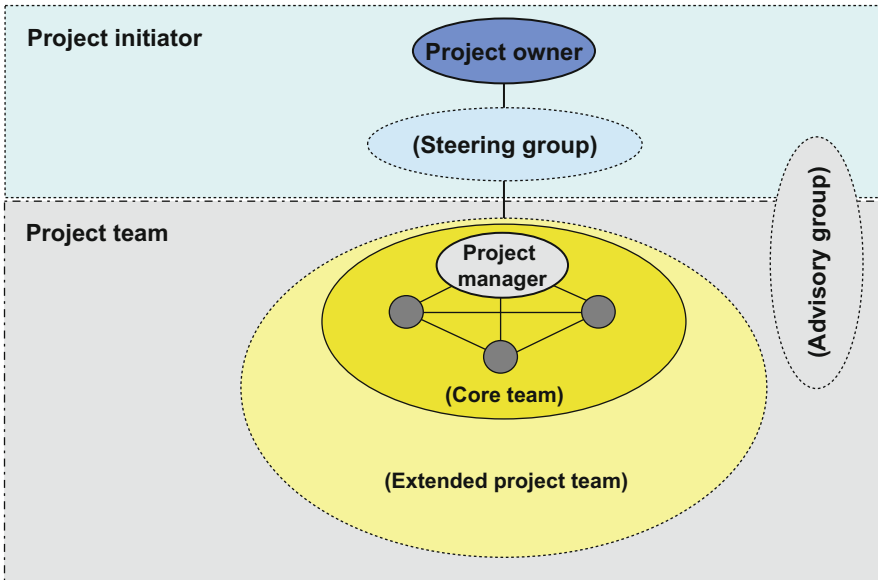 Project initiator
Project owner
(Steering group)
(Advisory group)
Project team
Project
manager
(Core team)
(Extended project team)